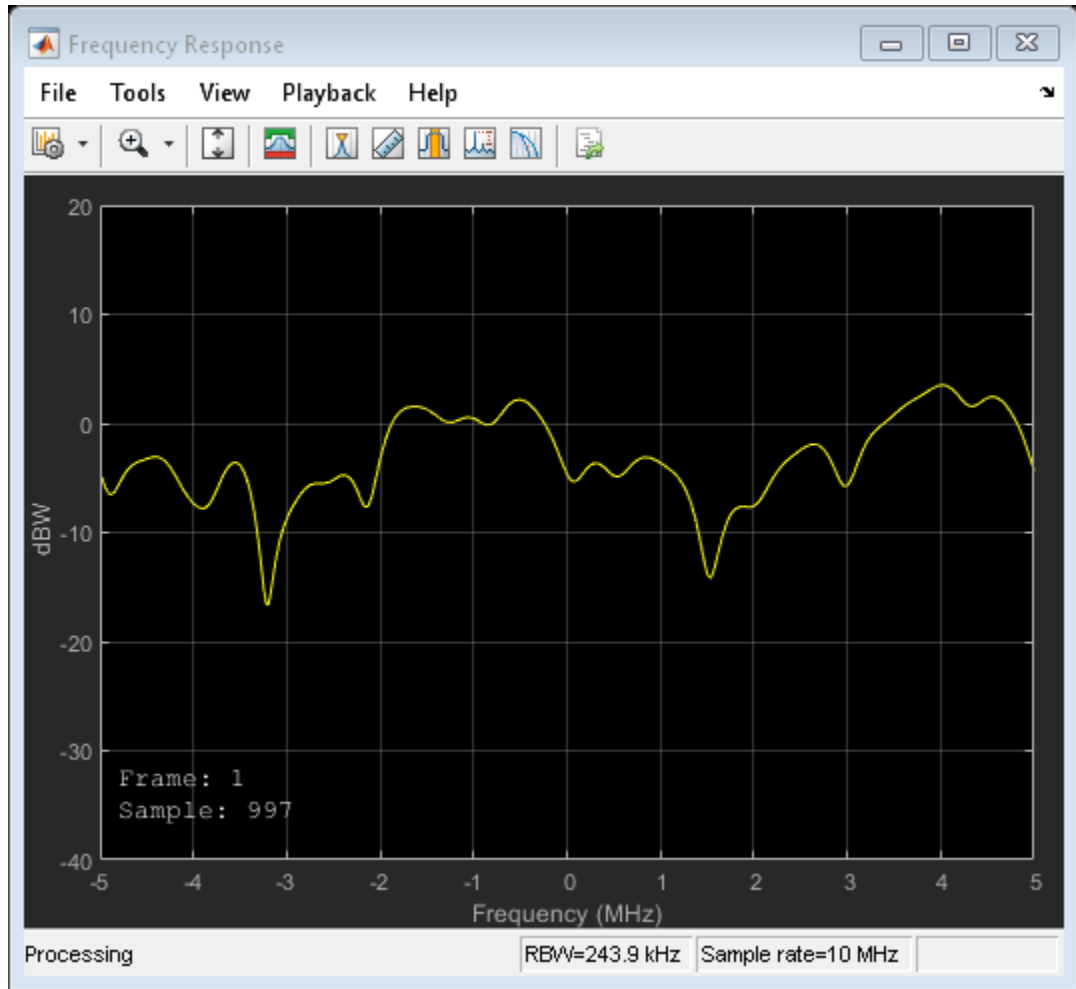 Frequency Response
File Tools View Playback Help
20
10
0
-10
-20
-30
-40
dBW
Frame: 1
Sample: 997
-5 -4 -3 -2 -1 0 1 2 3 4 5
Frequency (MHz)
Processing RBW=243.9 kHz Sample rate=10 MHz